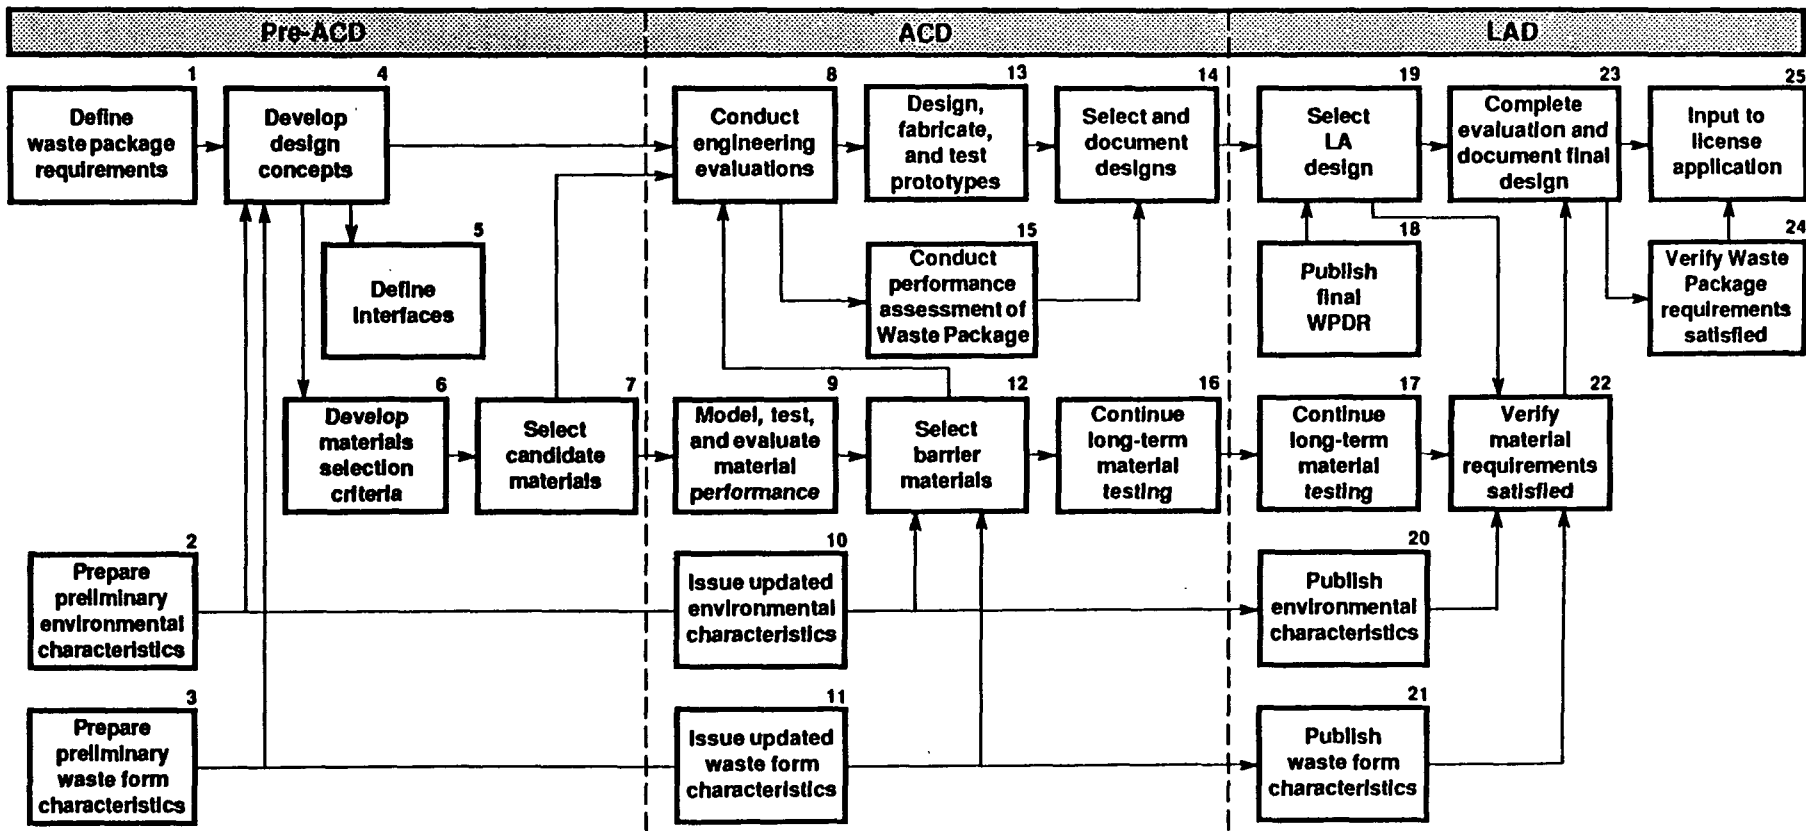 Pre-ACD
ACD
LAD
1
Define
waste package
requirements
4
Develop
design
concepts
8
Conduct
engineering
evaluations
13
Design,
fabricate,
and test
prototypes
14
Select and
document
designs
19
Select
LA
design
23
Complete
evaluation and
document final
design
25
Input to
license
application
5
Define
interfaces
15
Conduct
performance
assessment of
Waste Package
18
Publish
final
WPDR
24
Verify Waste
Package
requirements
satisfied
6
Develop
materials
selection
criteria
7
Select
candidate
materials
9
Model, test,
and evaluate
material
performance
12
Select
barrier
materials
16
Continue
long-term
material
testing
17
Continue
long-term
material
testing
22
Verify
material
requirements
satisfied
2
Prepare
preliminary
environmental
characteristics
10
Issue updated
environmental
characteristics
20
Publish
environmental
characteristics
3
Prepare
preliminary
waste form
characteristics
11
Issue updated
waste form
characteristics
21
Publish
waste form
characteristics